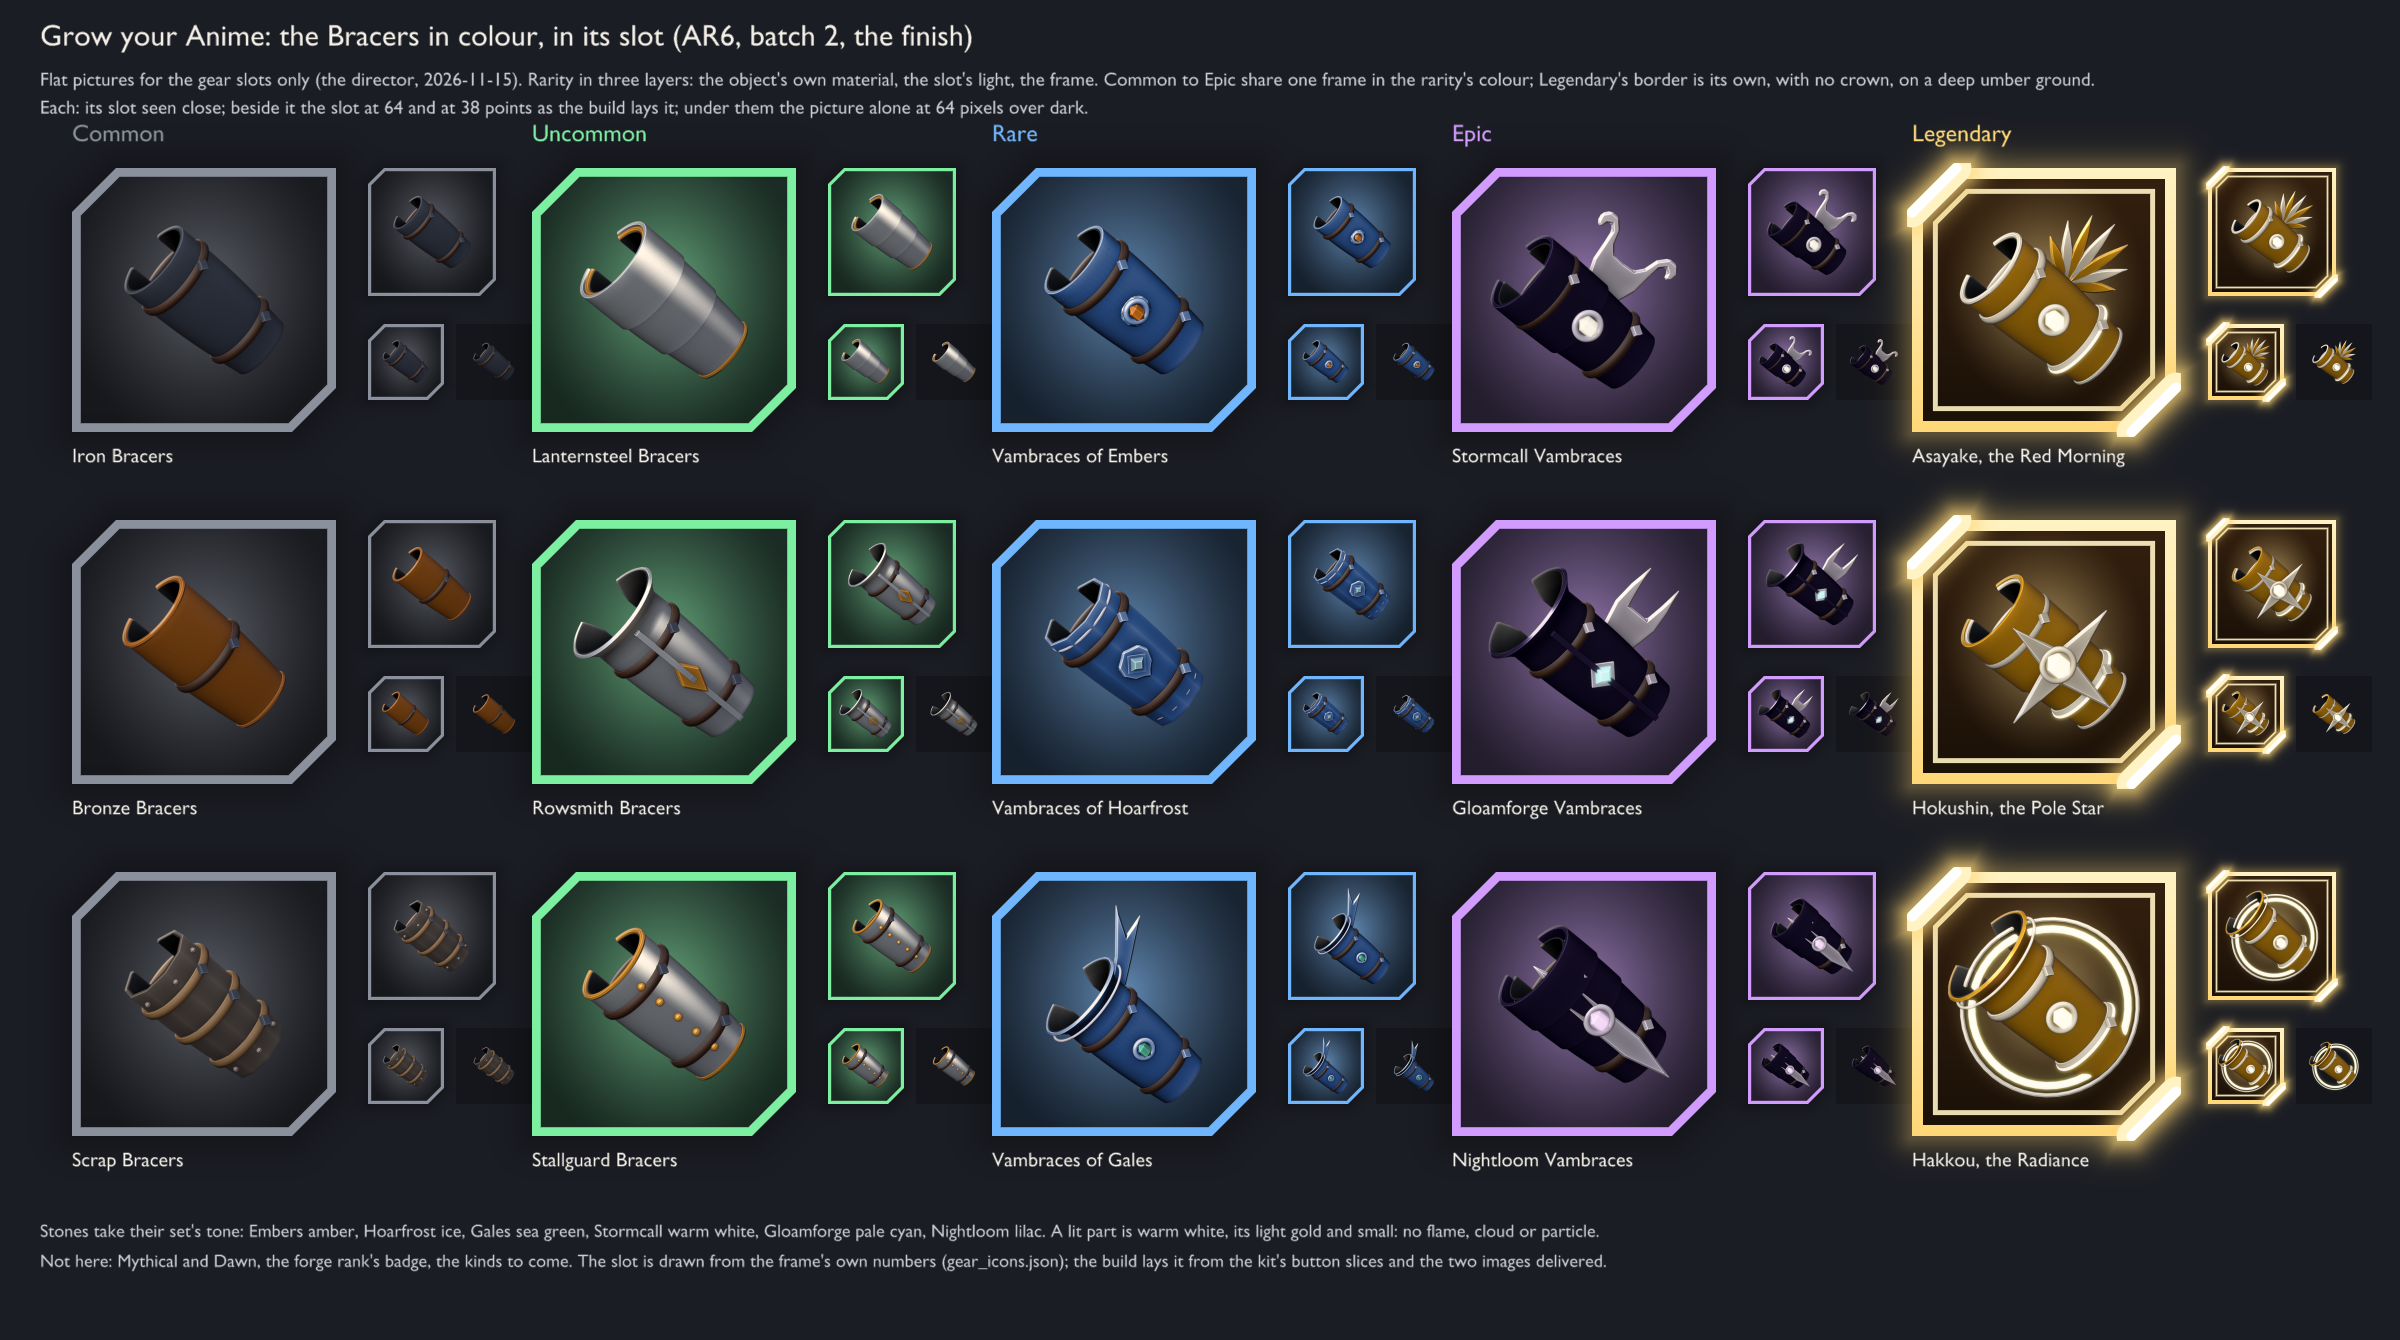 Grow your Anime: the Bracers in colour, in its slot (AR6, batch 2, the finish)
Flat pictures for the gear slots only (the director, 2026-11-15). Rarity in three layers: the object's own material, the slot's light, the frame. Common to Epic share one frame in the rarity's colour; Legendary's border is its own, with no crown, on a deep umber ground.
Each: its slot seen close; beside it the slot at 64 and at 38 points as the build lays it; under them the picture alone at 64 pixels over dark.
Common Uncommon Rare Epic Legendary
Iron Bracers Lanternsteel Bracers Vambraces of Embers Stormcall Vambraces Asayake, the Red Morning
Bronze Bracers Rowsmith Bracers Vambraces of Hoarfrost Gloamforge Vambraces Hokushin, the Pole Star
Scrap Bracers Stallguard Bracers Vambraces of Gales Nightloom Vambraces Hakkou, the Radiance
Stones take their set's tone: Embers amber, Hoarfrost ice, Gales sea green, Stormcall warm white, Gloamforge pale cyan, Nightloom lilac. A lit part is warm white, its light gold and small: no flame, cloud or particle.
Not here: Mythical and Dawn, the forge rank's badge, the kinds to come. The slot is drawn from the frame's own numbers (gear_icons.json); the build lays it from the kit's button slices and the two images delivered.